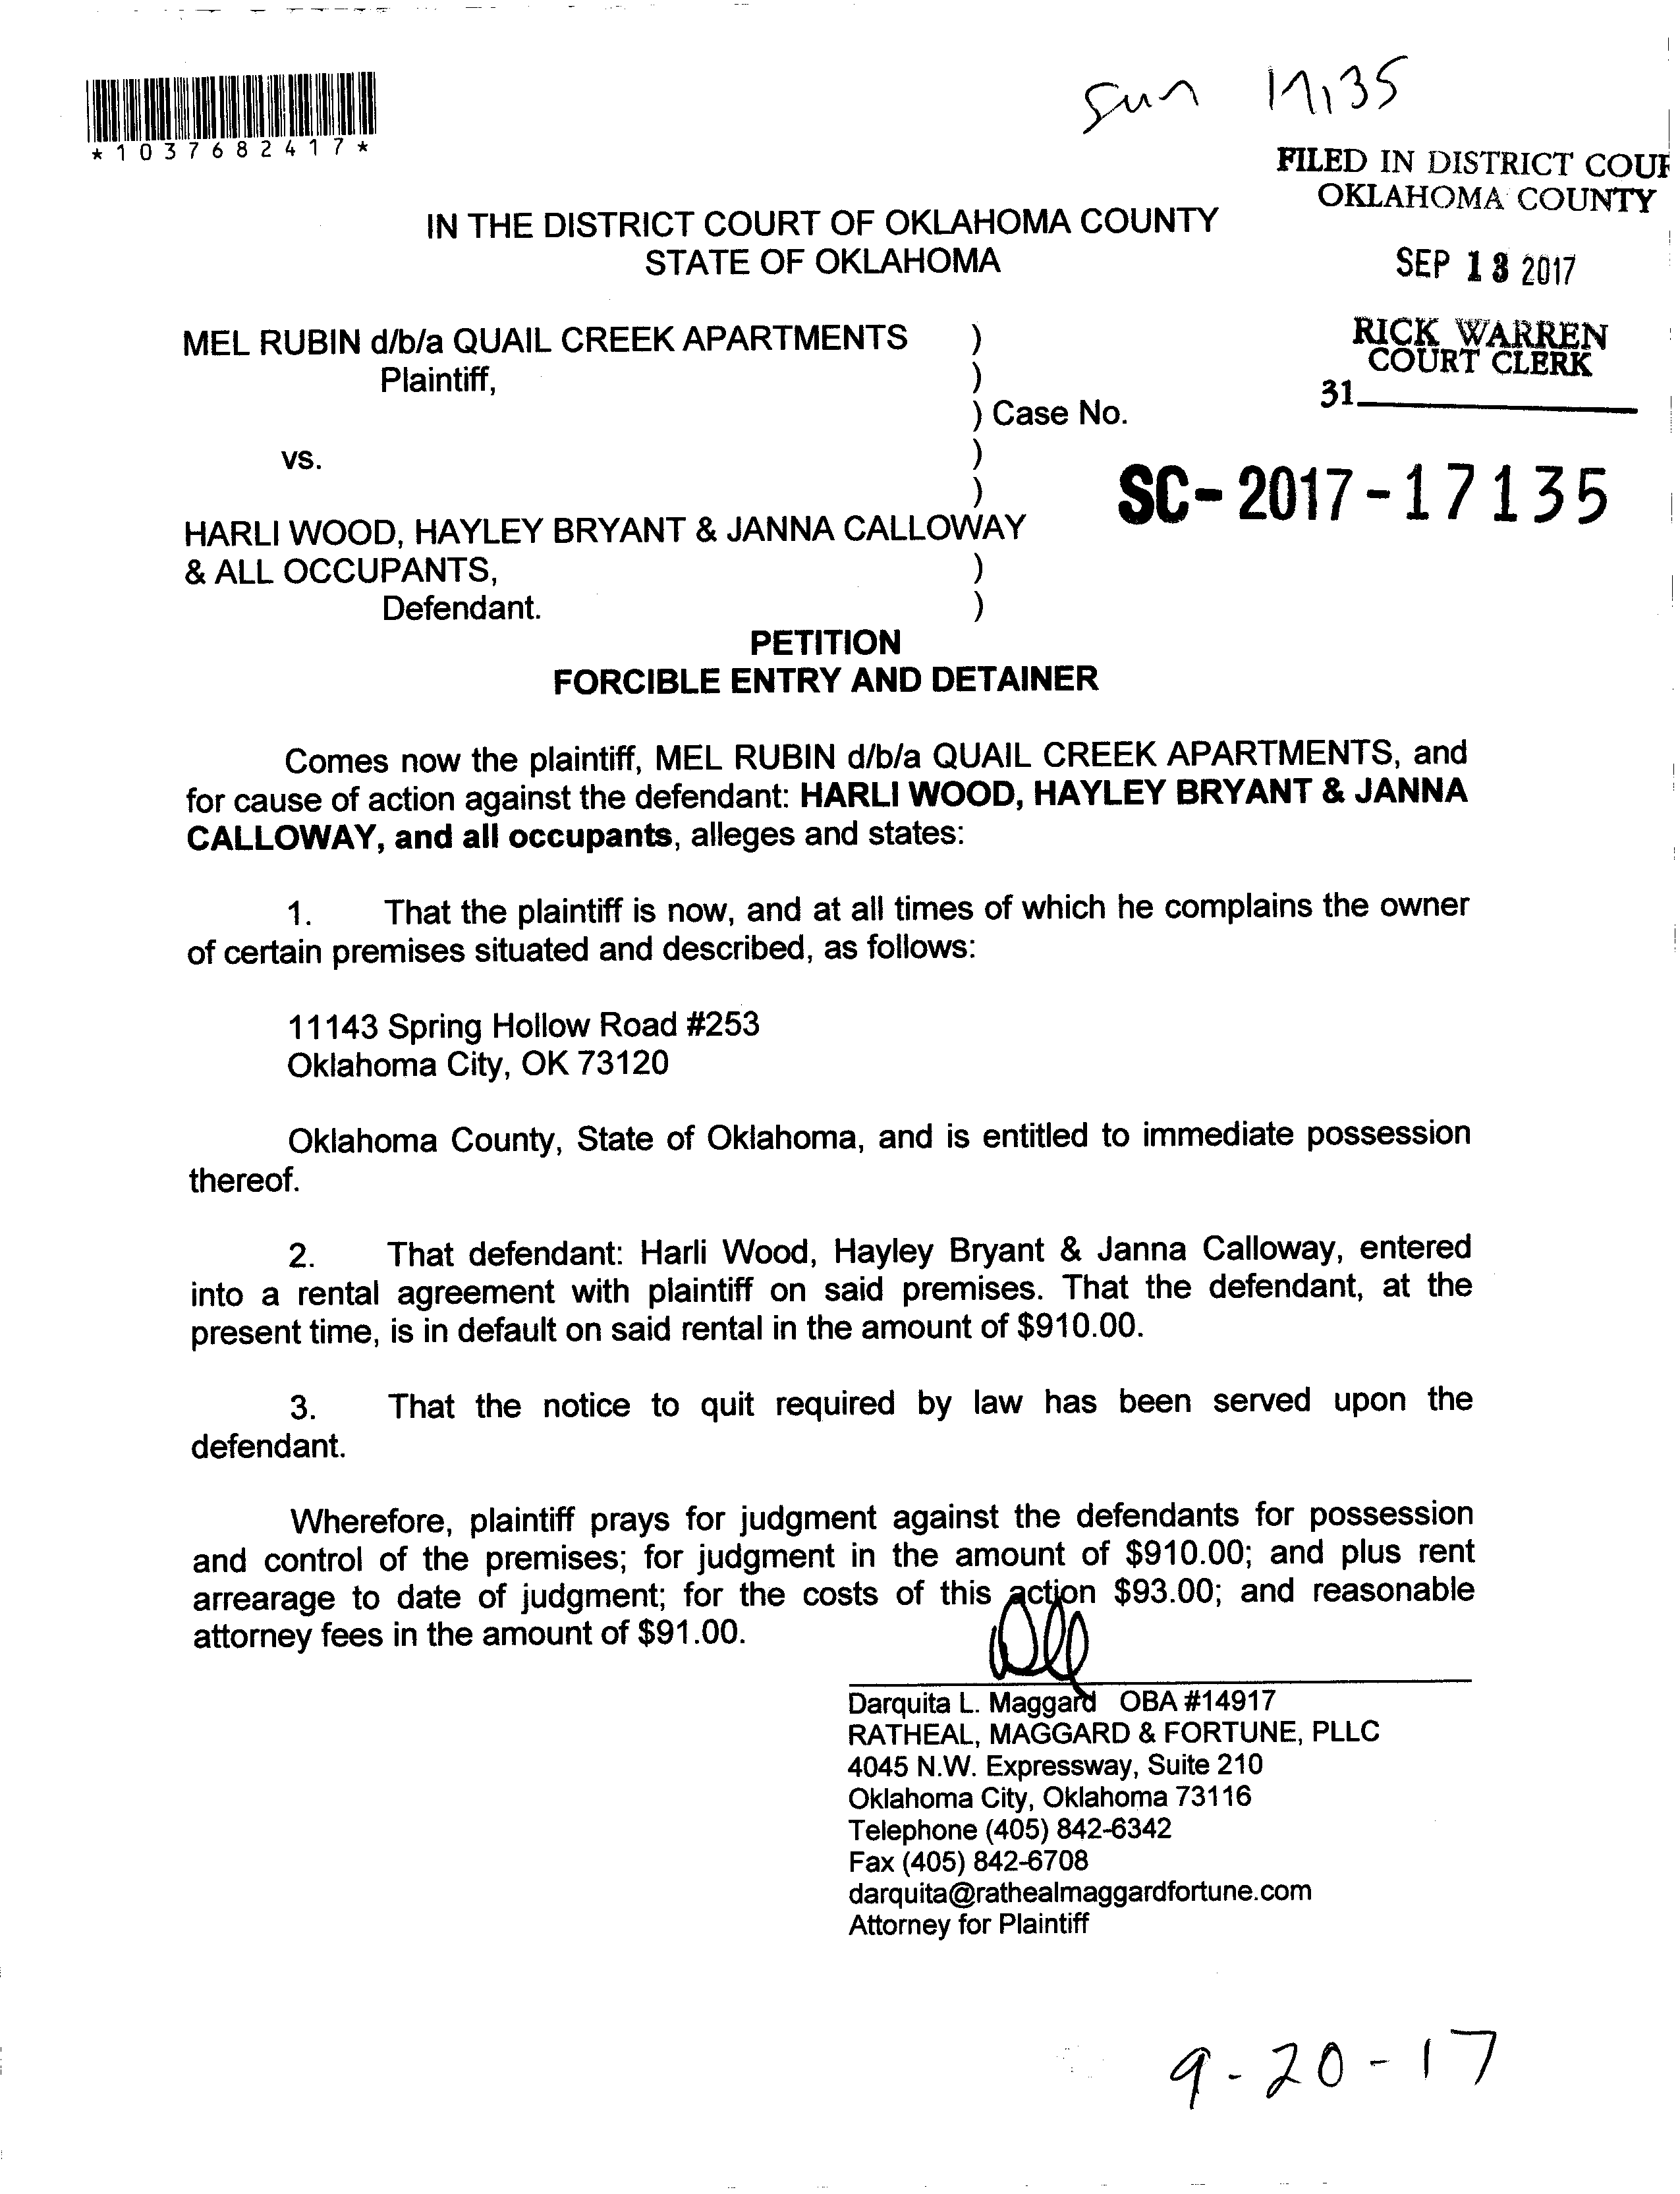 sun 17135
*1037682417*
FILED IN DISTRICT COUR
OKLAHOMA COUNTY
IN THE DISTRICT COURT OF OKLAHOMA COUNTY
STATE OF OKLAHOMA
SEP 13 2017
RICK WARREN
COURT CLERK
31
MEL RUBIN d/b/a QUAIL CREEK APARTMENTS )
Plaintiff, )
) Case No.
vs. )
)
SC-2017-17135
HARLI WOOD, HAYLEY BRYANT & JANNA CALLOWAY
& ALL OCCUPANTS, )
Defendant. )
PETITION
FORCIBLE ENTRY AND DETAINER
Comes now the plaintiff, MEL RUBIN d/b/a QUAIL CREEK APARTMENTS, and
for cause of action against the defendant: HARLI WOOD, HAYLEY BRYANT & JANNA
CALLOWAY, and all occupants, alleges and states:
1. That the plaintiff is now, and at all times of which he complains the owner
of certain premises situated and described, as follows:
11143 Spring Hollow Road #253
Oklahoma City, OK 73120
Oklahoma County, State of Oklahoma, and is entitled to immediate possession
thereof.
2. That defendant: Harli Wood, Hayley Bryant & Janna Calloway, entered
into a rental agreement with plaintiff on said premises. That the defendant, at the
present time, is in default on said rental in the amount of $910.00.
3. That the notice to quit required by law has been served upon the
defendant.
Wherefore, plaintiff prays for judgment against the defendants for possession
and control of the premises; for judgment in the amount of $910.00; and plus rent
arrearage to date of judgment; for the costs of this action $93.00; and reasonable
attorney fees in the amount of $91.00.
Darquita L. Maggard OBA #14917
RATHEAL, MAGGARD & FORTUNE, PLLC
4045 N.W. Expressway, Suite 210
Oklahoma City, Oklahoma 73116
Telephone (405) 842-6342
Fax (405) 842-6708
darquita@rathealmaggardfortune.com
Attorney for Plaintiff
9-20-17